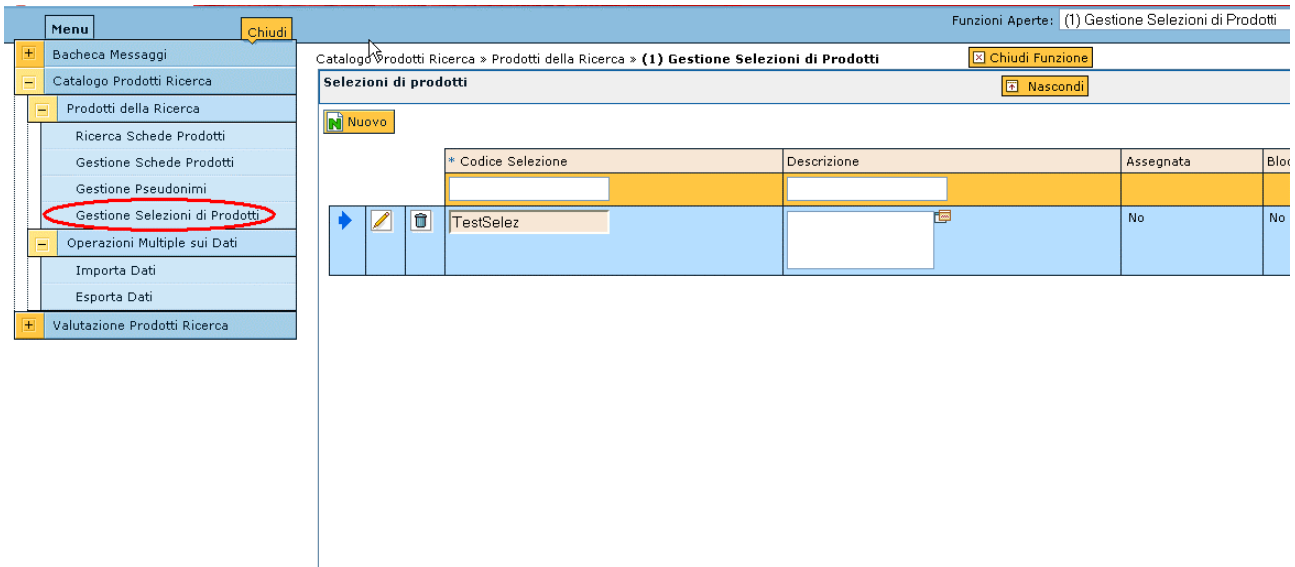 Funzioni Aperte: (1) Gestione Selezioni di Prodotti
Menu
Chiudi
Bacheca Messaggi
Catalogo Prodotti Ricerca
Prodotti della Ricerca
Ricerca Schede Prodotti
Gestione Schede Prodotti
Gestione Pseudonimi
Gestione Selezioni di Prodotti
Operazioni Multiple sui Dati
Importa Dati
Esporta Dati
Valutazione Prodotti Ricerca
Catalogo Prodotti Ricerca » Prodotti della Ricerca » (1) Gestione Selezioni di Prodotti
Chiudi Funzione
Selezioni di prodotti
Nascondi
Nuovo
* Codice Selezione Descrizione Assegnata Bloc
TestSelez No No